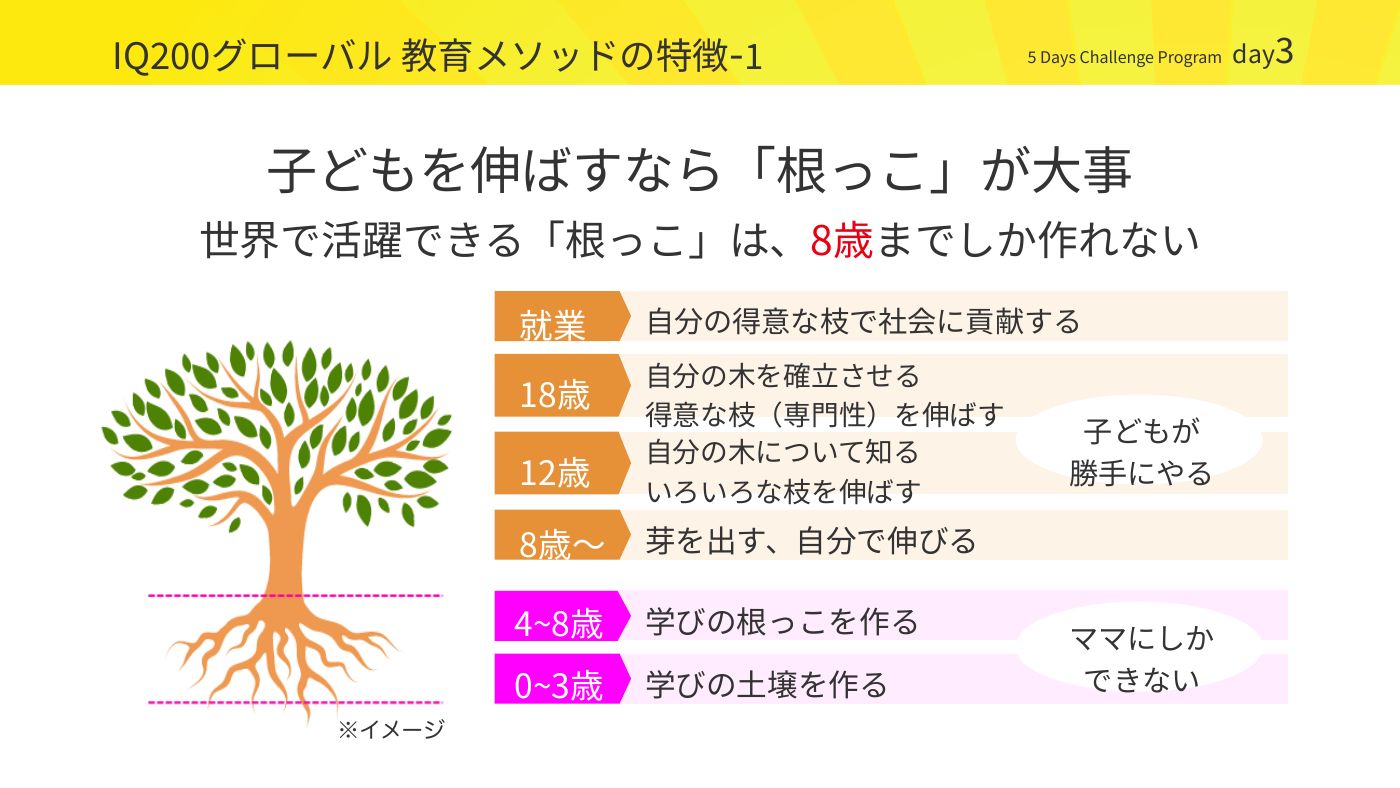 IQ200グローバル 教育メソッドの特徴-1
5 Days Challenge Program day3
子どもを伸ばすなら「根っこ」が大事
世界で活躍できる「根っこ」は、8歳までしか作れない
就業
自分の得意な枝で社会に貢献する
18歳
自分の木を確立させる
得意な枝（専門性）を伸ばす
12歳
自分の木について知る
いろいろな枝を伸ばす
子どもが
勝手にやる
8歳〜
芽を出す、自分で伸びる
4~8歳
学びの根っこを作る
0~3歳
学びの土壌を作る
ママにしか
できない
※イメージ